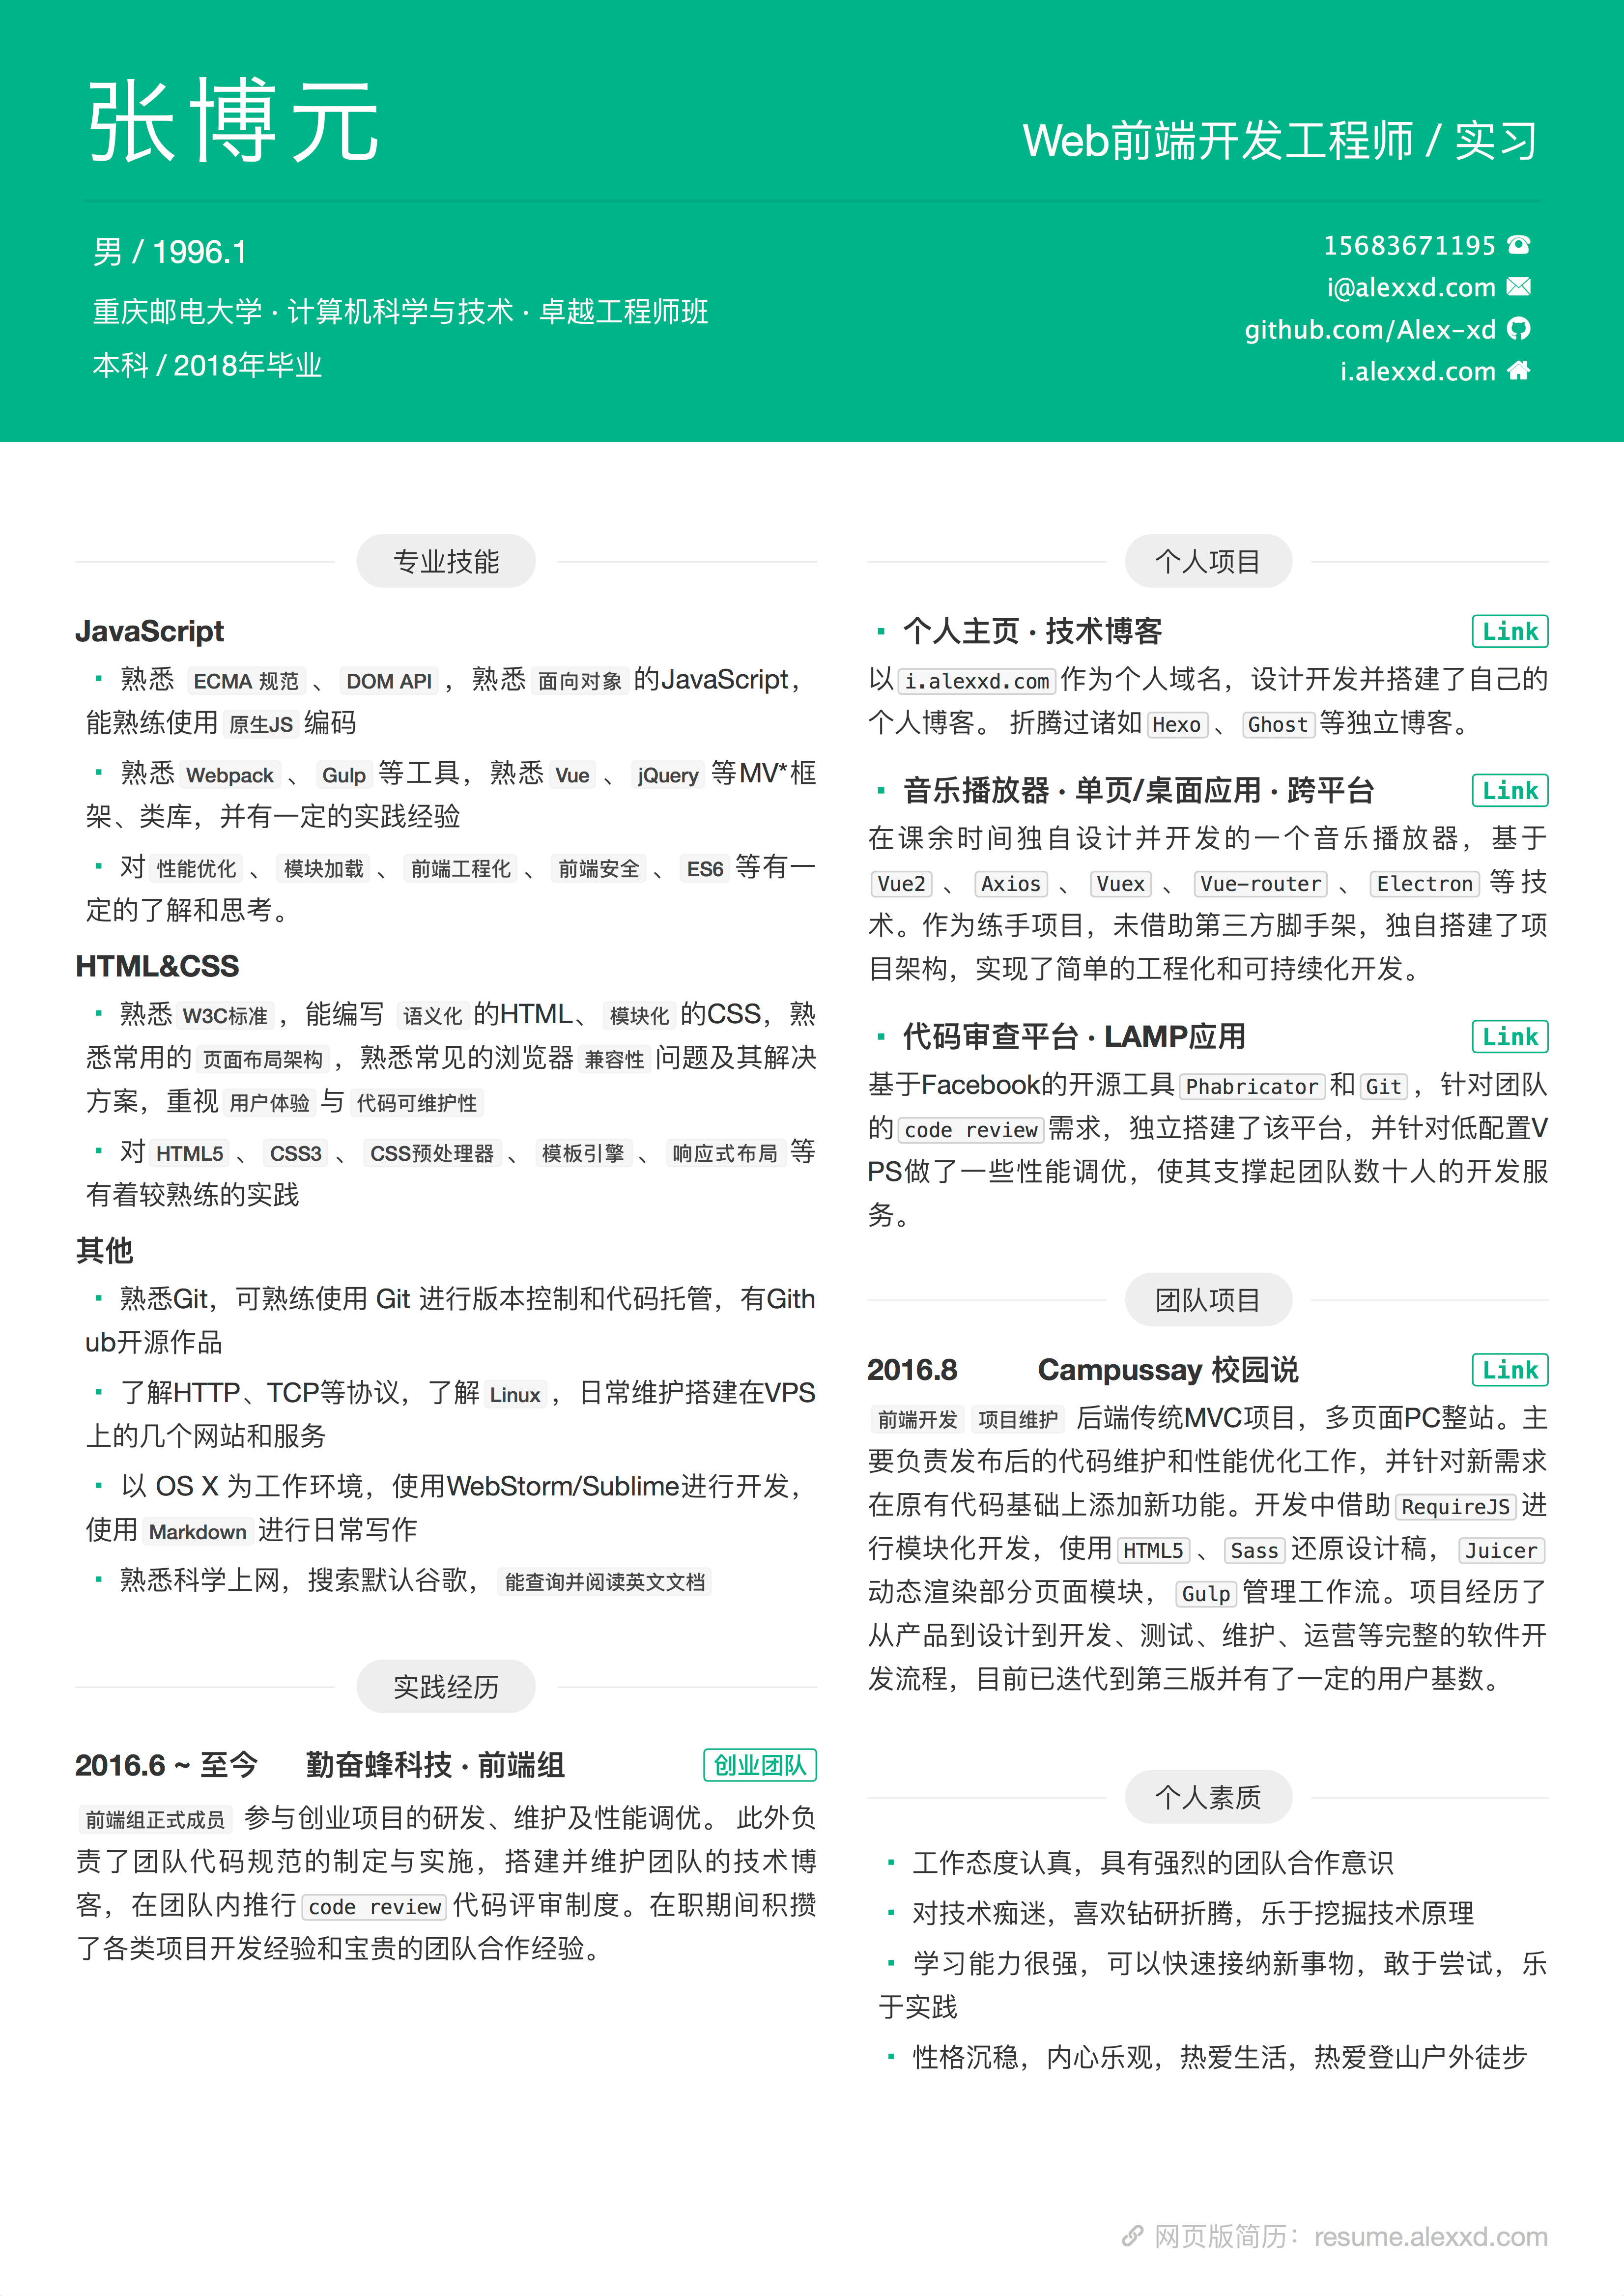 张博元
Web前端开发工程师 / 实习
男 / 1996.1
重庆邮电大学 · 计算机科学与技术 · 卓越工程师班
本科 / 2018年毕业
15683671195
i@alexxd.com
github.com/Alex-xd
i.alexxd.com
专业技能
JavaScript
▪ 熟悉 ECMA 规范 、 DOM API ，熟悉 面向对象 的JavaScript，
能熟练使用 原生JS 编码
▪ 熟悉 Webpack 、 Gulp 等工具，熟悉 Vue 、 jQuery 等MV*框
架、类库，并有一定的实践经验
▪ 对 性能优化 、 模块加载 、 前端工程化 、 前端安全 、 ES6 等有一
定的了解和思考。
HTML&CSS
▪ 熟悉 W3C标准 ，能编写 语义化 的HTML、 模块化 的CSS，熟
悉常用的 页面布局架构 ，熟悉常见的浏览器 兼容性 问题及其解决
方案，重视 用户体验 与 代码可维护性
▪ 对 HTML5 、 CSS3 、 CSS预处理器 、 模板引擎 、 响应式布局 等
有着较熟练的实践
其他
▪ 熟悉Git，可熟练使用 Git 进行版本控制和代码托管，有Gith
ub开源作品
▪ 了解HTTP、TCP等协议，了解 Linux ，日常维护搭建在VPS
上的几个网站和服务
▪ 以 OS X 为工作环境，使用WebStorm/Sublime进行开发，
使用 Markdown 进行日常写作
▪ 熟悉科学上网，搜索默认谷歌， 能查询并阅读英文文档
实践经历
2016.6 ~ 至今 勤奋蜂科技 · 前端组 创业团队
前端组正式成员 参与创业项目的研发、维护及性能调优。 此外负
责了团队代码规范的制定与实施，搭建并维护团队的技术博
客，在团队内推行 code review 代码评审制度。在职期间积攒
了各类项目开发经验和宝贵的团队合作经验。
个人项目
▪ 个人主页 · 技术博客 Link
以 i.alexxd.com 作为个人域名，设计开发并搭建了自己的
个人博客。 折腾过诸如 Hexo 、 Ghost 等独立博客。
▪ 音乐播放器 · 单页/桌面应用 · 跨平台 Link
在课余时间独自设计并开发的一个音乐播放器，基于
Vue2 、 Axios 、 Vuex 、 Vue-router 、 Electron 等技
术。作为练手项目，未借助第三方脚手架，独自搭建了项
目架构，实现了简单的工程化和可持续化开发。
▪ 代码审查平台 · LAMP应用 Link
基于Facebook的开源工具 Phabricator 和 Git ，针对团队
的 code review 需求，独立搭建了该平台，并针对低配置V
PS做了一些性能调优，使其支撑起团队数十人的开发服
务。
团队项目
2016.8 Campussay 校园说 Link
前端开发 项目维护 后端传统MVC项目，多页面PC整站。主
要负责发布后的代码维护和性能优化工作，并针对新需求
在原有代码基础上添加新功能。开发中借助 RequireJS 进
行模块化开发，使用 HTML5 、 Sass 还原设计稿， Juicer
动态渲染部分页面模块， Gulp 管理工作流。项目经历了
从产品到设计到开发、测试、维护、运营等完整的软件开
发流程，目前已迭代到第三版并有了一定的用户基数。
个人素质
▪ 工作态度认真，具有强烈的团队合作意识
▪ 对技术痴迷，喜欢钻研折腾，乐于挖掘技术原理
▪ 学习能力很强，可以快速接纳新事物，敢于尝试，乐
于实践
▪ 性格沉稳，内心乐观，热爱生活，热爱登山户外徒步
网页版简历：resume.alexxd.com